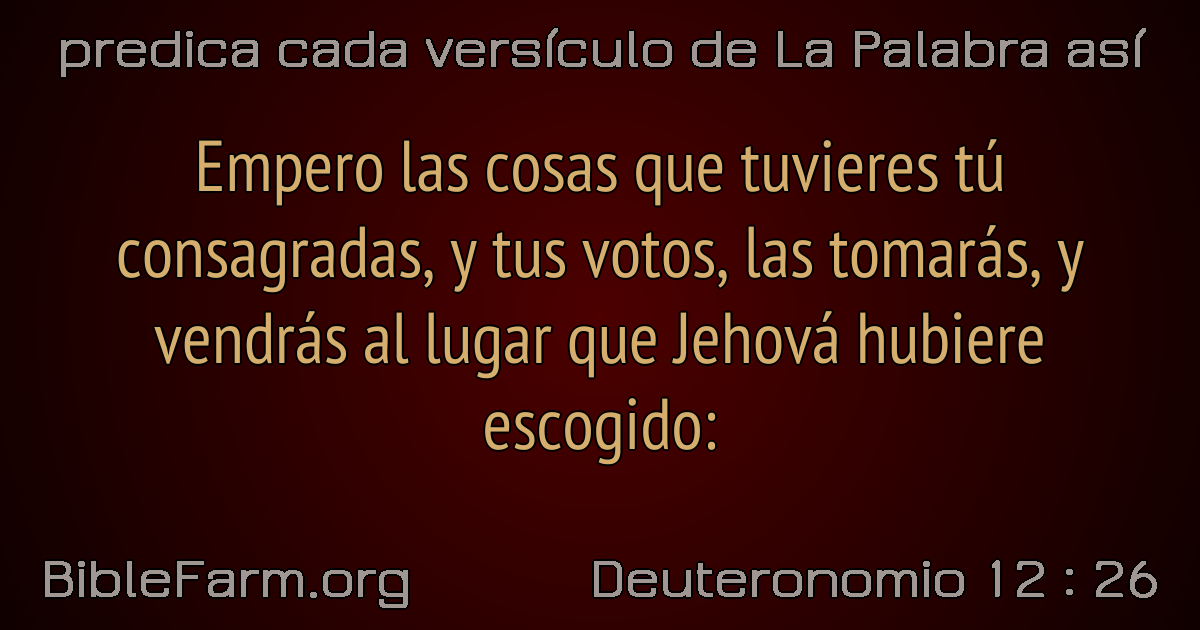 predica cada versículo de La Palabra así
Empero las cosas que tuvieres tú
consagradas, y tus votos, las tomarás, y
vendrás al lugar que Jehová hubiere
escogido:
BibleFarm.org
Deuteronomio 12 : 26